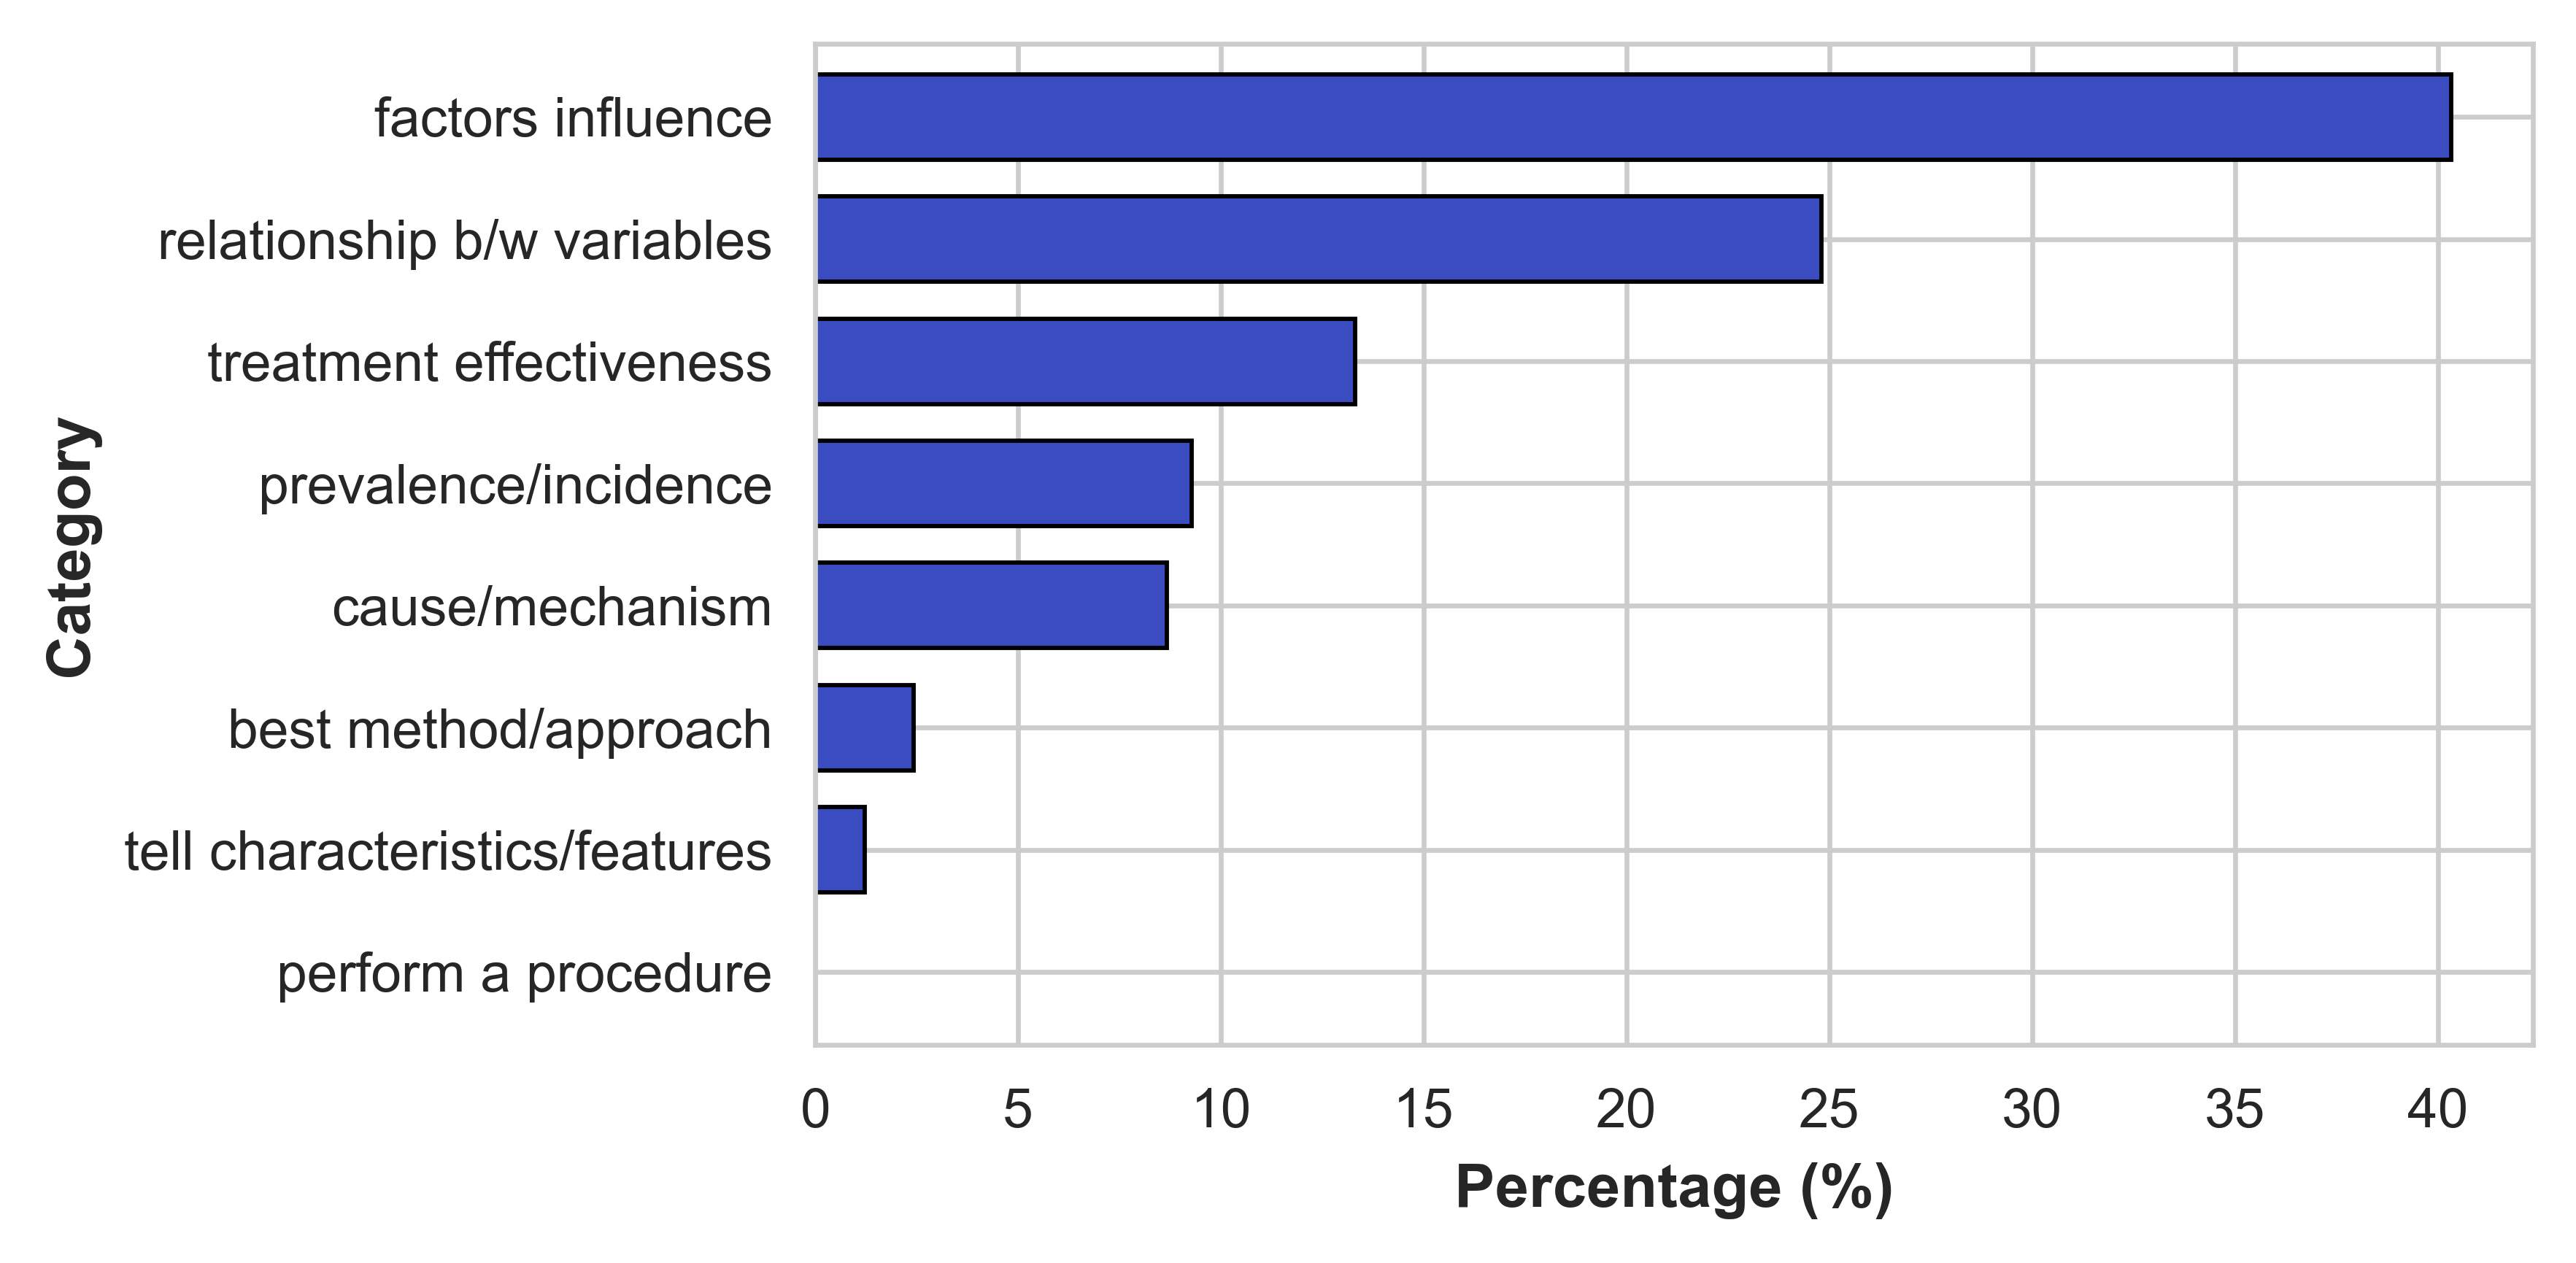 factors influence
relationship b/w variables
treatment effectiveness
prevalence/incidence
cause/mechanism
best method/approach
tell characteristics/features
perform a procedure
Category
0 5 10 15 20 25 30 35 40
Percentage (%)